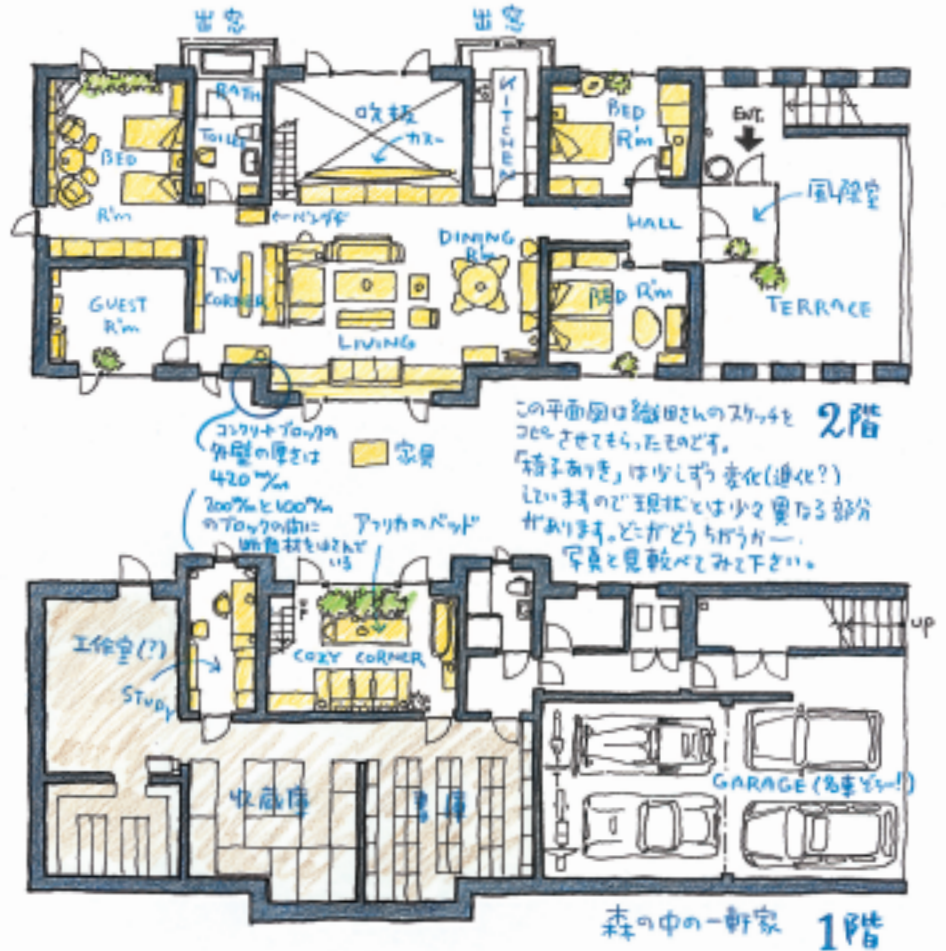 出窓
出窓
BATH
TOILET
吹抜
カヌー
KITCHEN
BED
R'm
ENT.
BED
R'm
風除室
HALL
DINING
R'm
T.V
CORNER
GUEST
R'm
LIVING
BED R'm
TERRACE
2階
コンクリートブロックの
外壁の厚さは
420 m/m
200m/mと100m/m
のブロックの間に
断熱材をはさんで
いる
家具
この平面図は織田さんのスケッチを
コピーさせてもらったものです。
「椅子ありき」は少しずつ変化(進化?)
していますので現状とは少々異なる部分
があります。どこがどうちがうかー.
写真と見較べてみて下さい。
アフリカのベッド
工作室(?)
STUDY
COZY CORNER
UP
収蔵庫
書庫
GARAGE (名車ぞろー!)
森の中の一軒家
1階